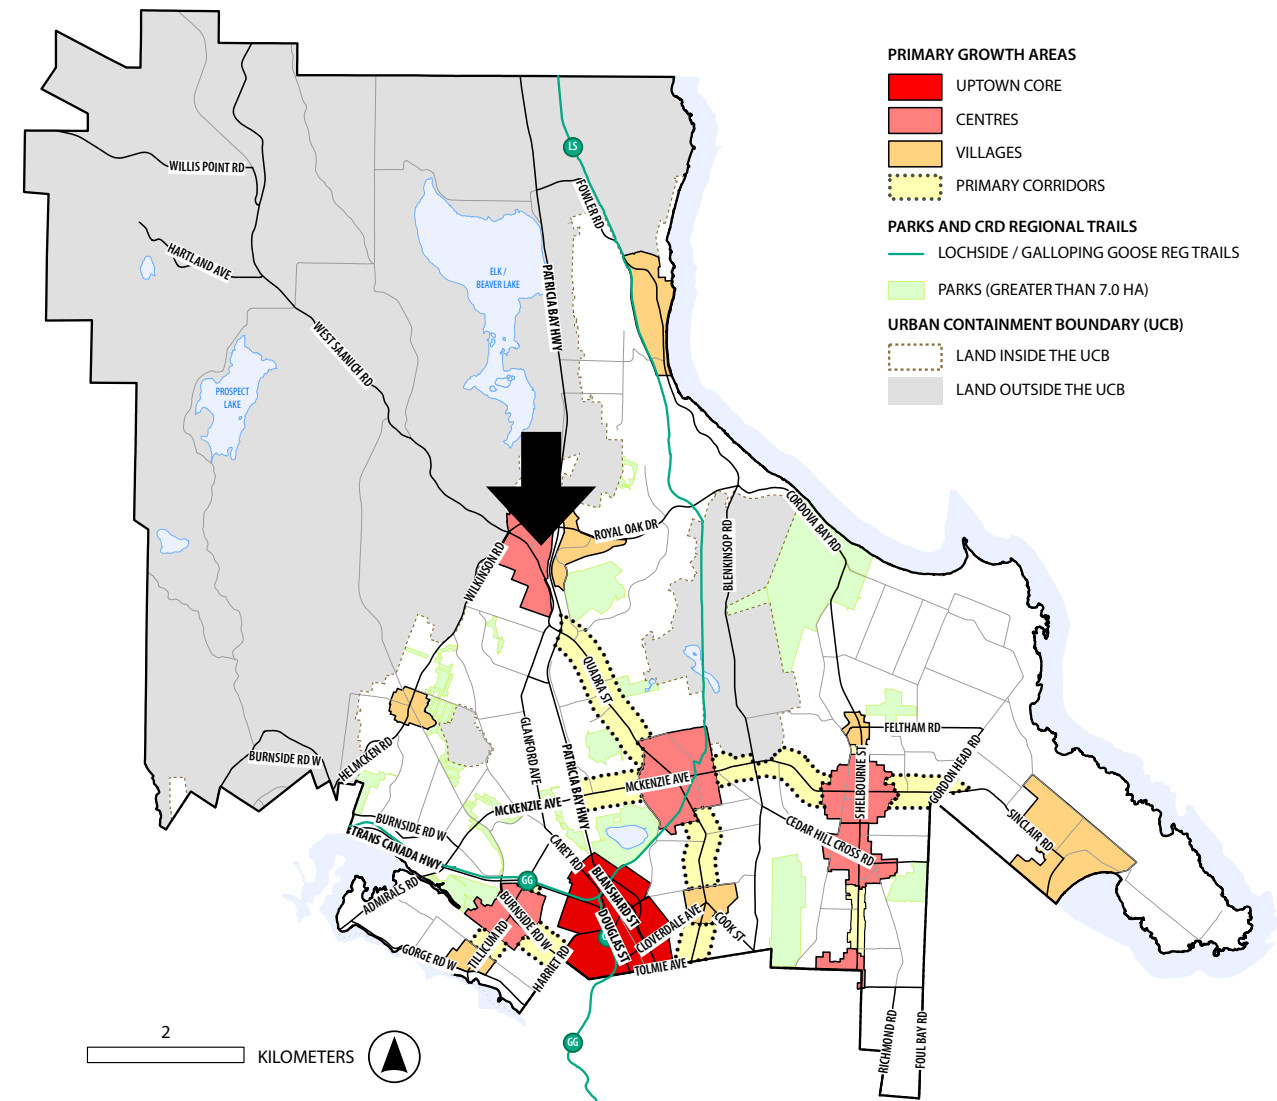 PRIMARY GROWTH AREAS
UPTOWN CORE
CENTRES
VILLAGES
PRIMARY CORRIDORS
PARKS AND CRD REGIONAL TRAILS
LOCHSIDE / GALLOPING GOOSE REG TRAILS
PARKS (GREATER THAN 7.0 HA)
URBAN CONTAINMENT BOUNDARY (UCB)
LAND INSIDE THE UCB
LAND OUTSIDE THE UCB
LS
WILLIS POINT RD
FOWLER RD
HARTLAND AVE
ELK /
BEAVER LAKE
PATRICIA BAY HWY
WEST SAANICH RD
PROSPECT
LAKE
CORDOVA BAY RD
ROYAL OAK DR
BLENKINSOP RD
WILKINSON RD
QUADRA ST
GLANFORD AVE
PATRICIA BAY HWY
FELTHAM RD
HELMCKEN RD
BURNSIDE RD W
SHELBOURNE ST
GORDON HEAD RD
MCKENZIE AVE
MCKENZIE AVE
SINCLAIR RD
BURNSIDE RD W
CEDAR HILL CROSS RD
TRANS CANADA HWY
CAREY RD
GG
BLANSHARD ST
ADMIRALS RD
BURNSIDE RD W
DOUGLAS ST
CLOVERDALE AVE
COOK ST
TILLICUM RD
GORGE RD W
HARRIET RD
TOLMIE AVE
RICHMOND RD
FOUL BAY RD
GG
2
KILOMETERS